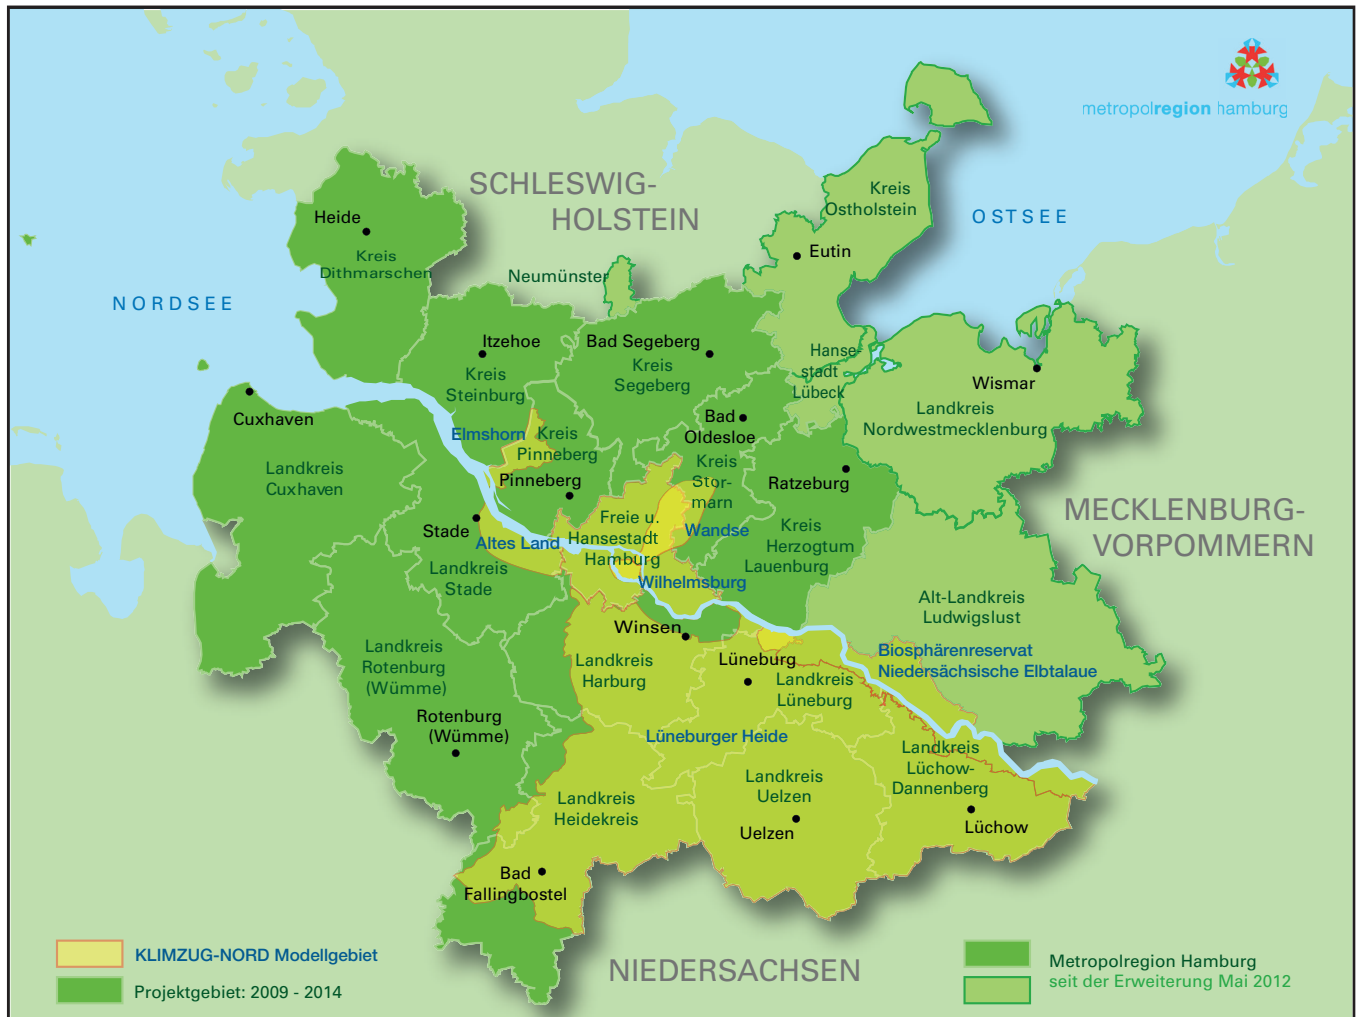 metropolregion hamburg
SCHLESWIG-
HOLSTEIN
Kreis
Ostholstein
OSTSEE
Heide
Kreis
Dithmarschen
Eutin
Neumünster
NORDSEE
Itzehoe
Kreis
Steinburg
Bad Segeberg
Kreis
Segeberg
Hanse-
stadt
Lübeck
Wismar
Landkreis
Nordwestmecklenburg
Cuxhaven
Landkreis
Cuxhaven
Elmshorn
Kreis
Pinneberg
Pinneberg
Bad
Oldesloe
Kreis
Stor-
marn
Ratzeburg
MECKLENBURG-
VORPOMMERN
Stade
Altes Land
Landkreis
Stade
Freie u.
Hansestadt
Hamburg
Wandse
Kreis
Herzogtum
Lauenburg
Wilhelmsburg
Alt-Landkreis
Ludwigslust
Winsen
Landkreis
Harburg
Landkreis
Rotenburg
(Wümme)
Lüneburg
Landkreis
Lüneburg
Biosphärenreservat
Niedersächsische Elbtalaue
Rotenburg
(Wümme)
Lüneburger Heide
Landkreis
Lüchow-
Dannenberg
Landkreis
Uelzen
Uelzen
Lüchow
Landkreis
Heidekreis
Bad
Fallingbostel
NIEDERSACHSEN
KLIMZUG-NORD Modellgebiet
Projektgebiet: 2009 - 2014
Metropolregion Hamburg
seit der Erweiterung Mai 2012